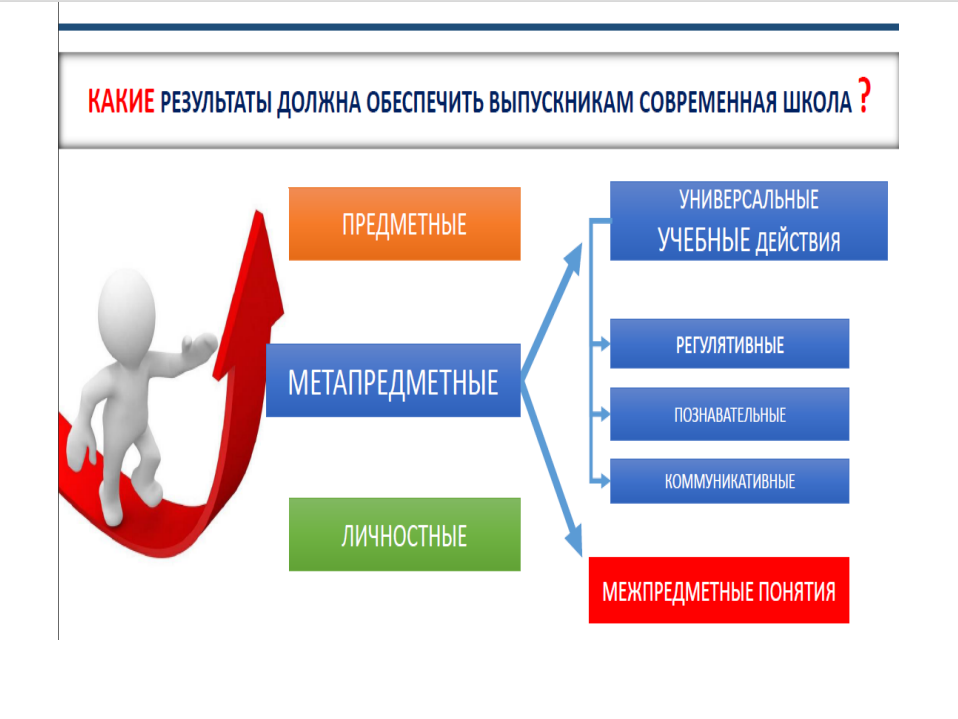 КАКИЕ РЕЗУЛЬТАТЫ ДОЛЖНА ОБЕСПЕЧИТЬ ВЫПУСКНИКАМ СОВРЕМЕННАЯ ШКОЛА ?
ПРЕДМЕТНЫЕ
МЕТАПРЕДМЕТНЫЕ
ЛИЧНОСТНЫЕ
УНИВЕРСАЛЬНЫЕ
УЧЕБНЫЕ ДЕЙСТВИЯ
РЕГУЛЯТИВНЫЕ
ПОЗНАВАТЕЛЬНЫЕ
КОММУНИКАТИВНЫЕ
МЕЖПРЕДМЕТНЫЕ ПОНЯТИЯ